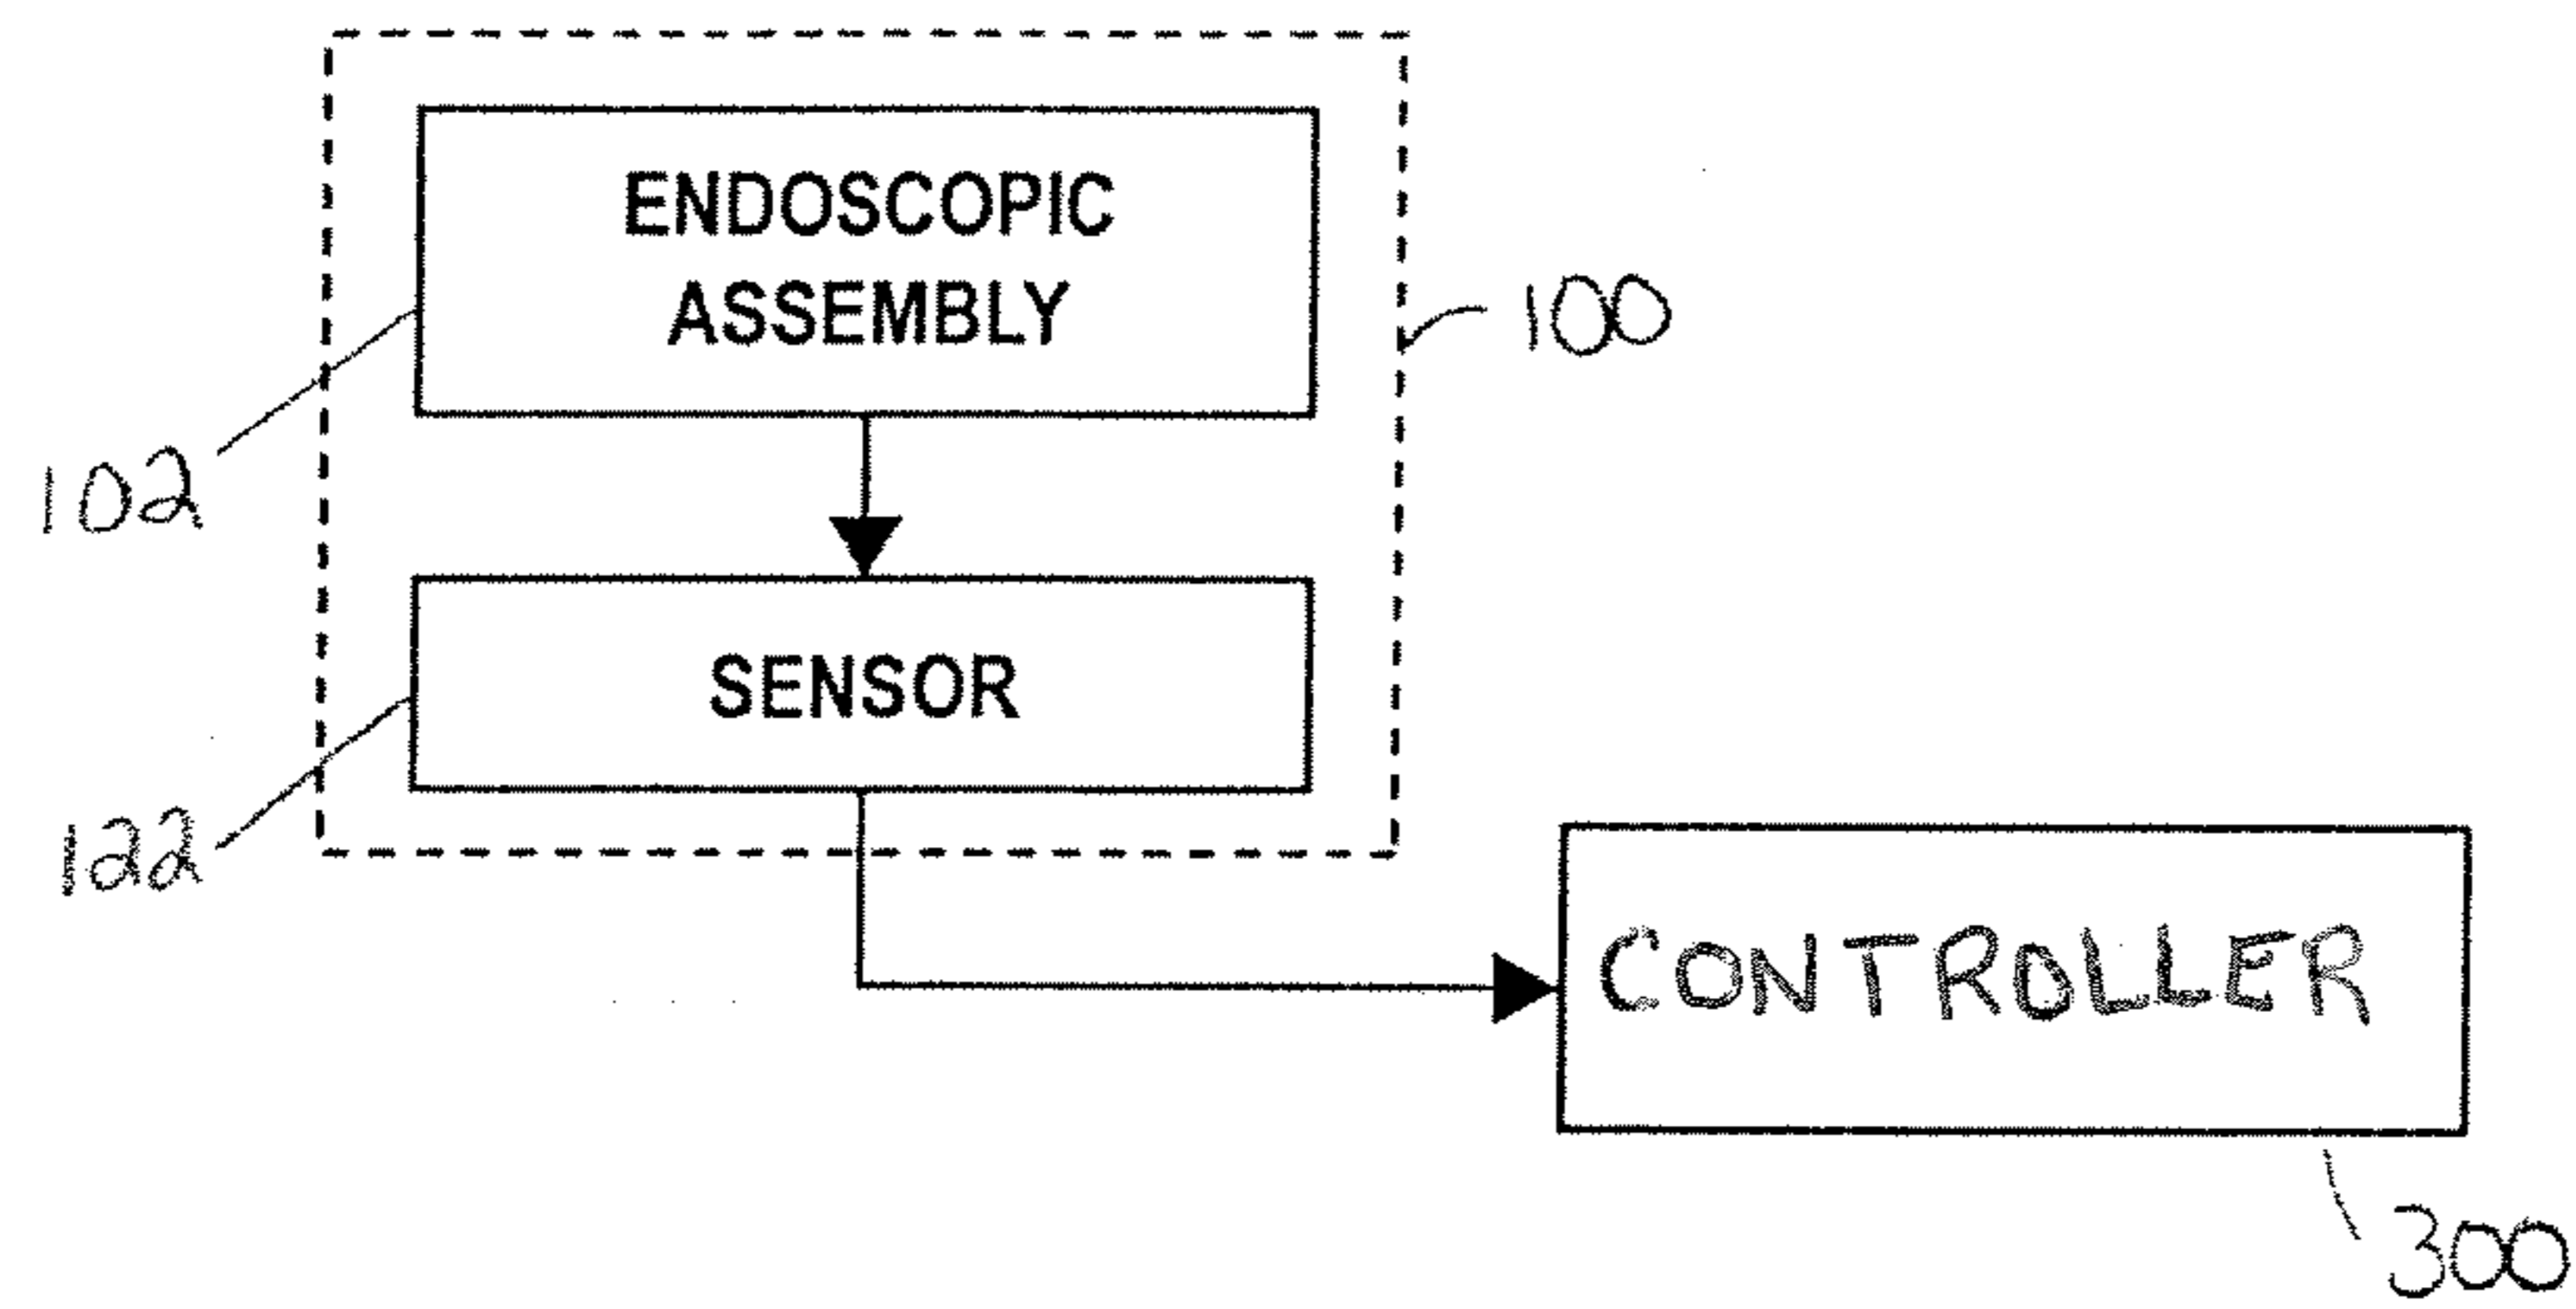 ENDOSCOPIC
ASSEMBLY
100
102
SENSOR
122
CONTROLLER
300